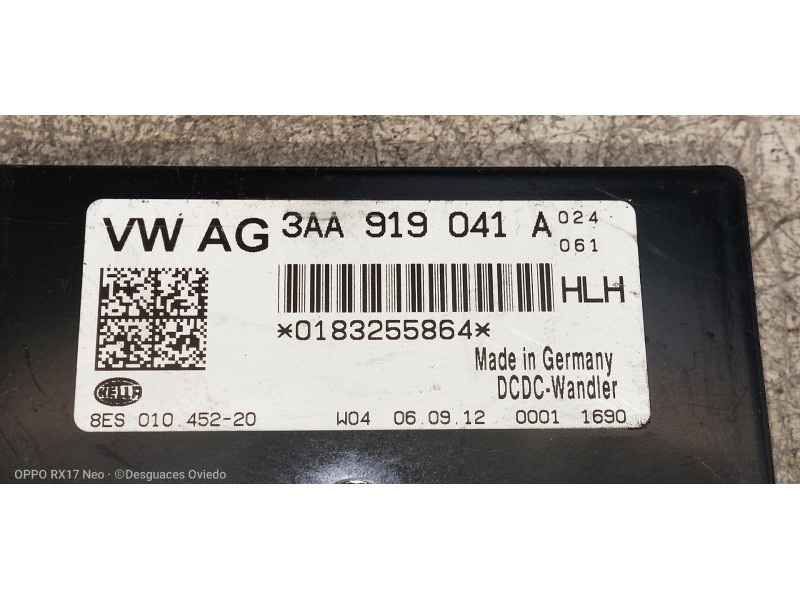 VW AG 3AA 919 041 A 024
061
HLH
*0183255864*
Made in Germany
DCDC-Wandler
HELLA
8ES 010.452-20 W04 06.09.12 0001 1690
OPPO RX17 Neo · ©Desguaces Oviedo